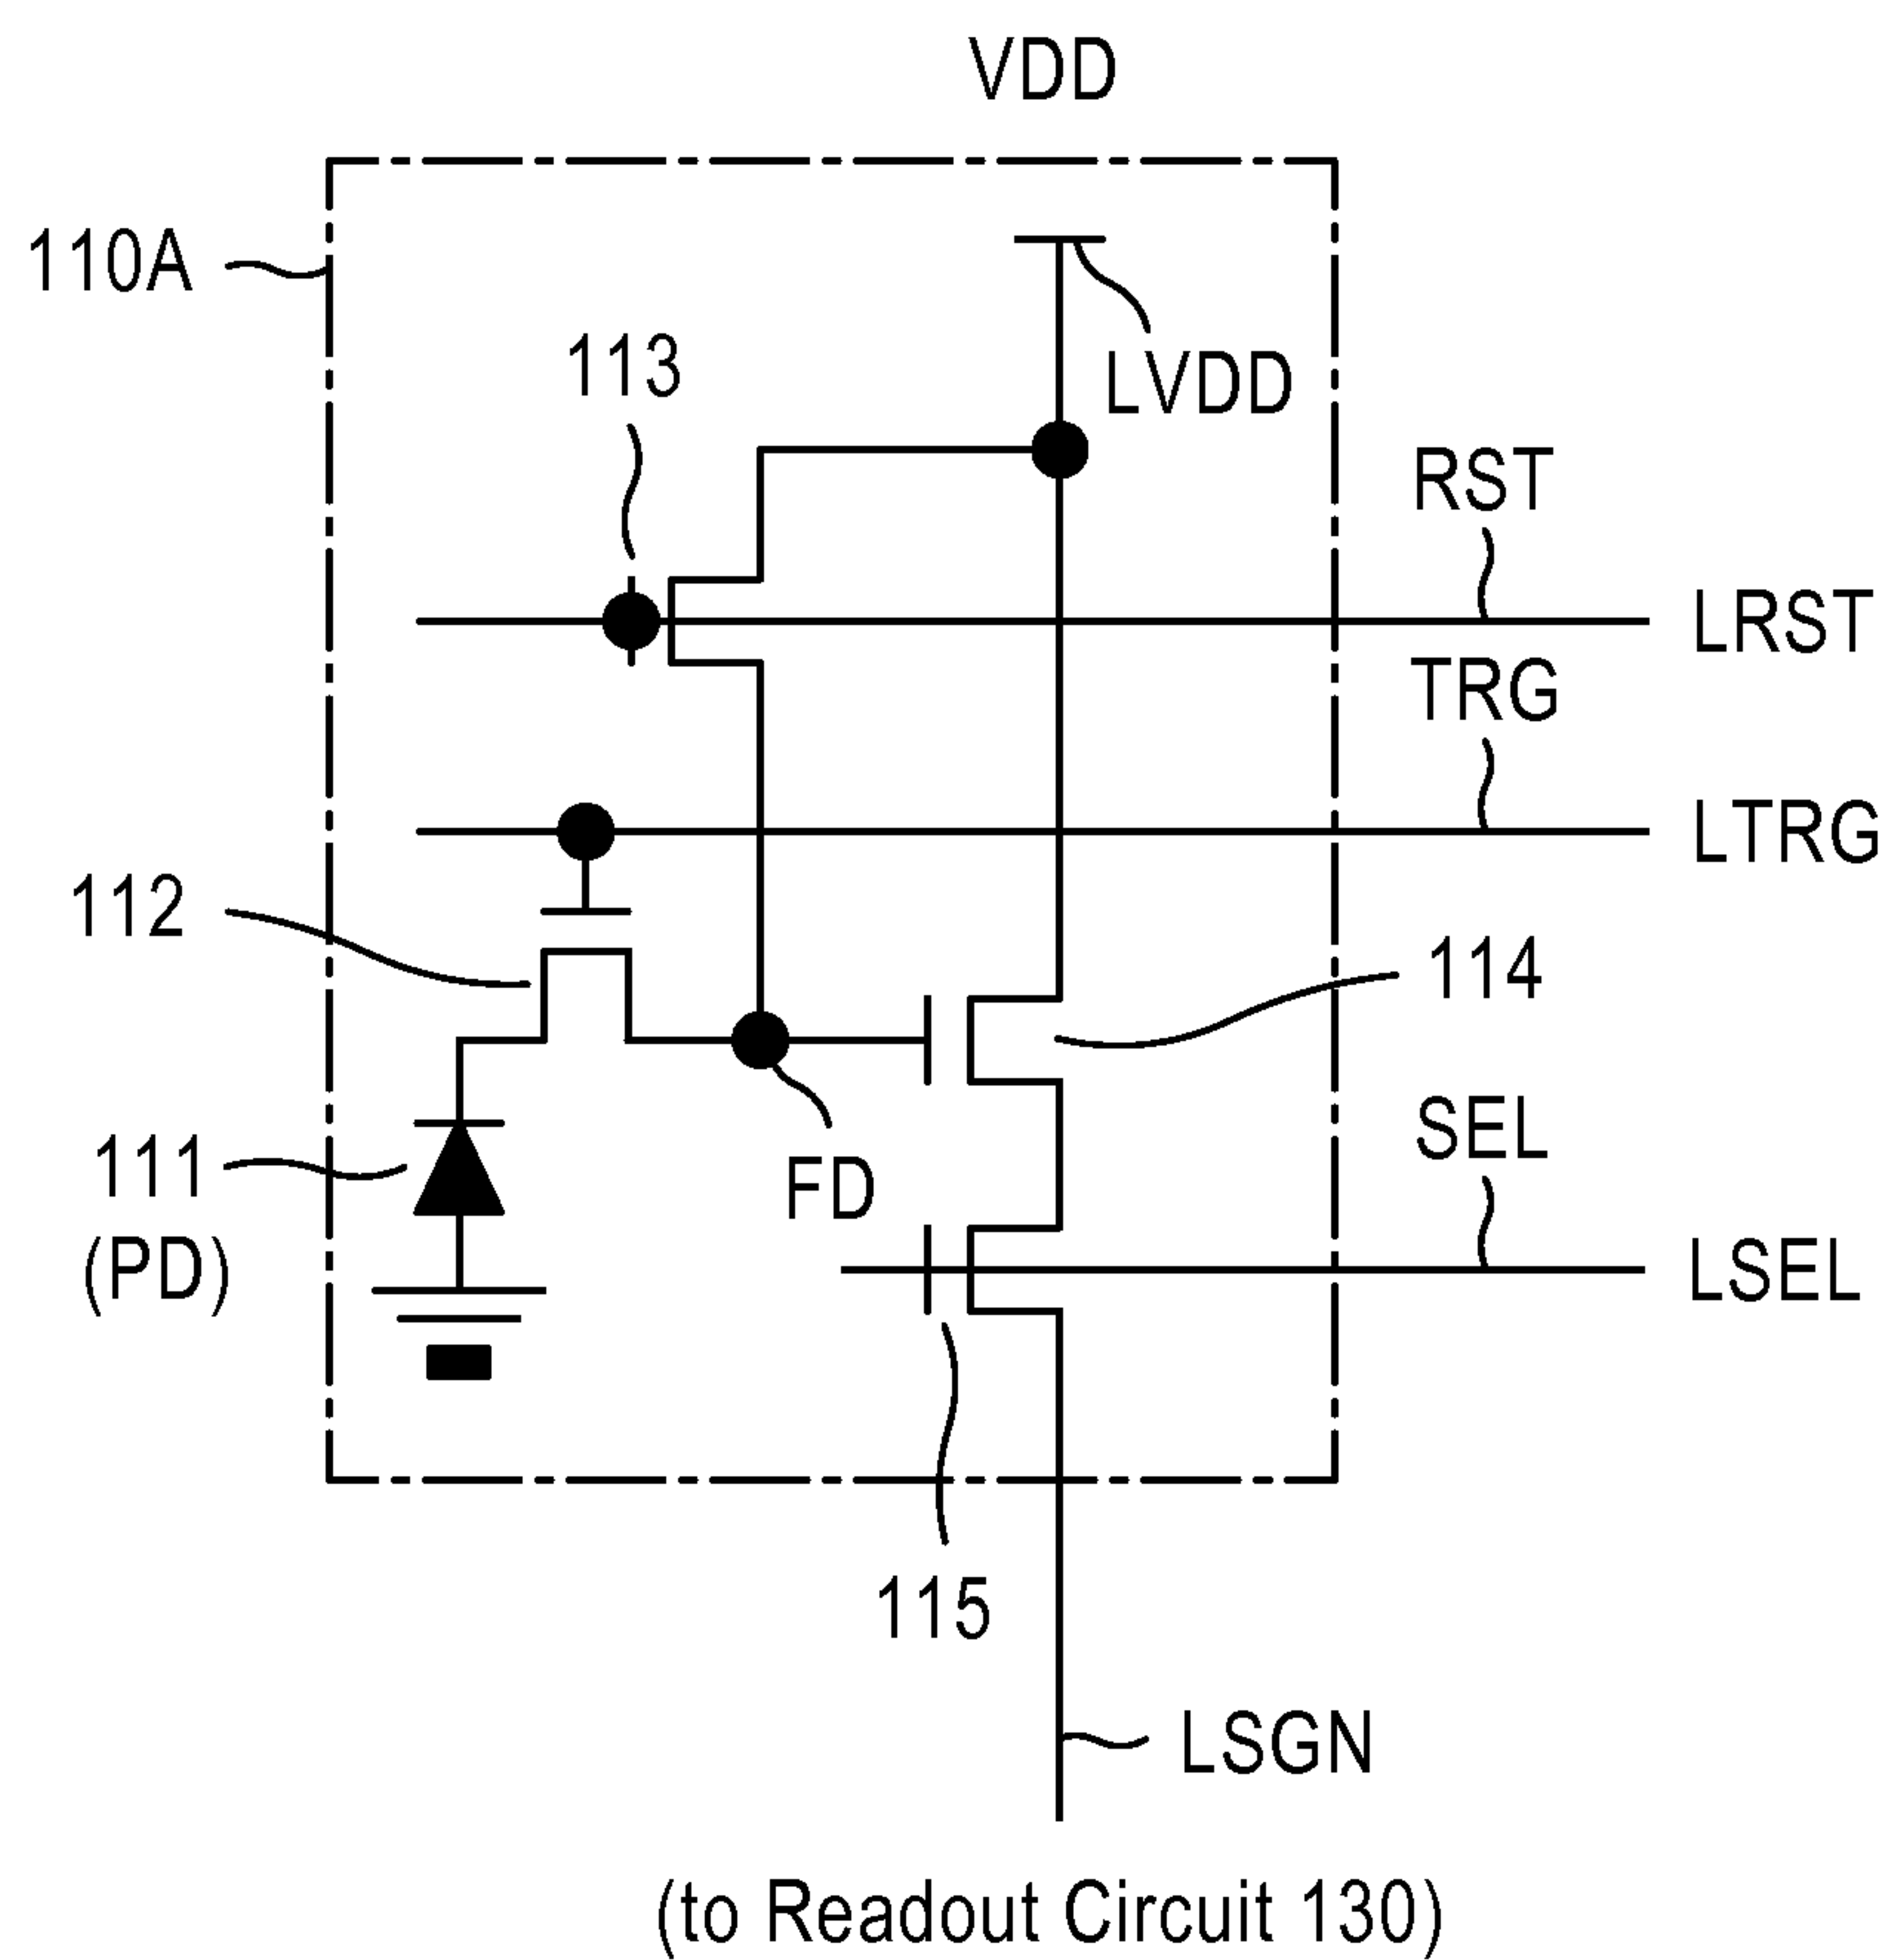 VDD
110A
113
LVDD
RST
LRST
TRG
LTRG
112
114
SEL
111
(PD)
FD
LSEL
115
LSGN
(to Readout Circuit 130)